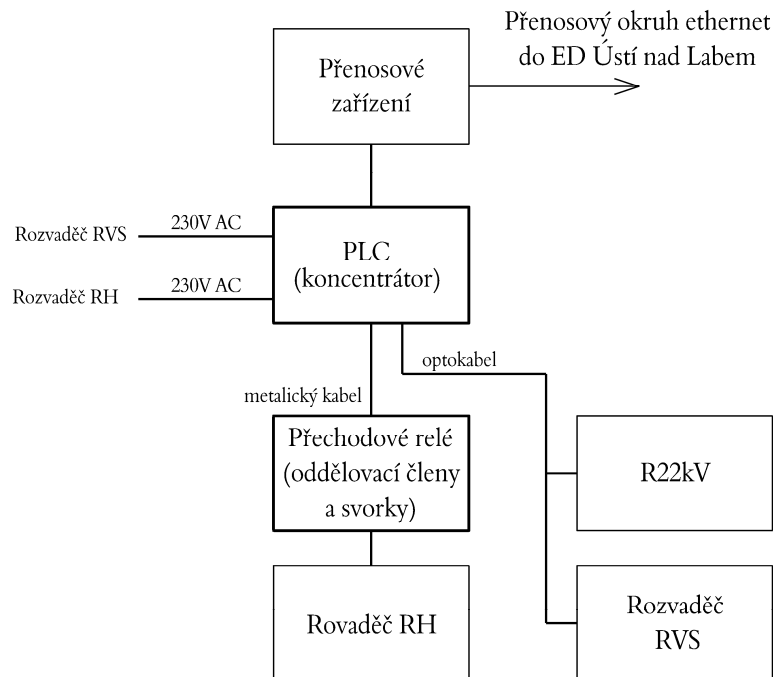 Přenosový okruh ethernet
do ED Ústí nad Labem
Přenosové
zařízení
Rozvaděč RVS
230V AC
Rozvaděč RH
230V AC
PLC
(koncentrátor)
optokabel
metalický kabel
Přechodové relé
(oddělovací členy
a svorky)
R22kV
Rovaděč RH
Rozvaděč
RVS